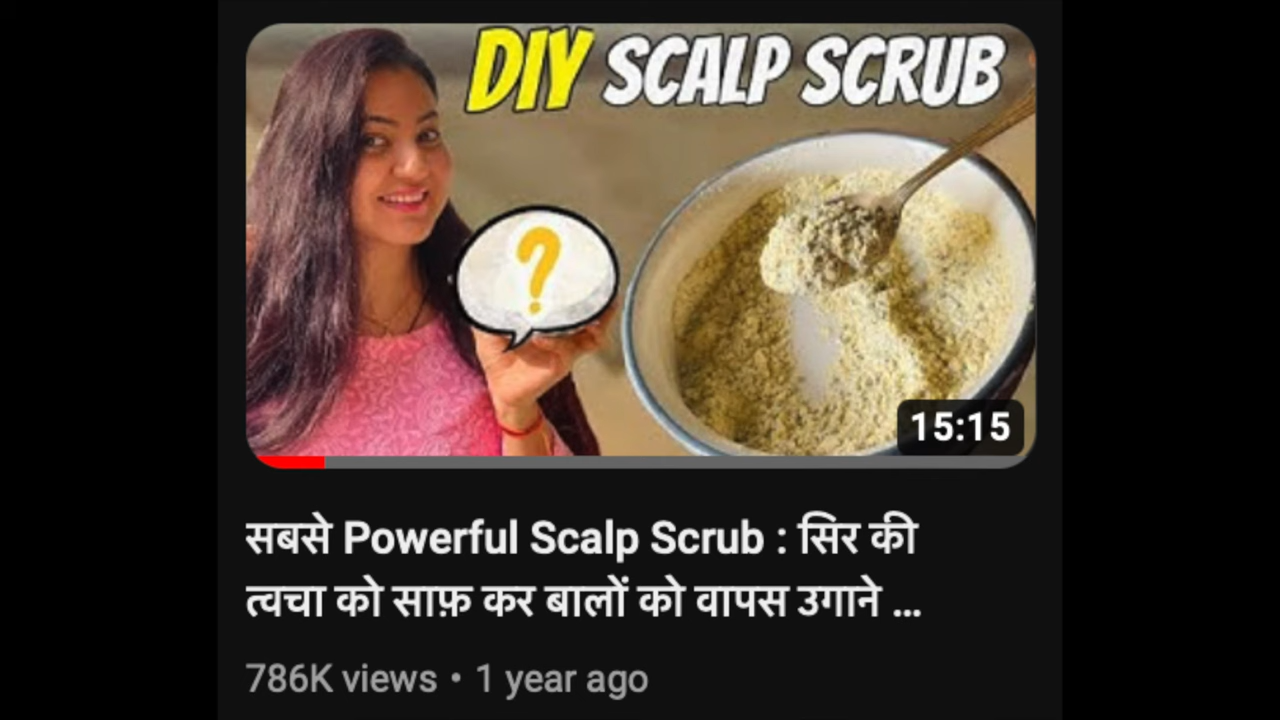 DIY SCALP SCRUB
?
15:15
सबसे Powerful Scalp Scrub : सिर की
त्वचा को साफ़ कर बालों को वापस उगाने ...
786K views • 1 year ago